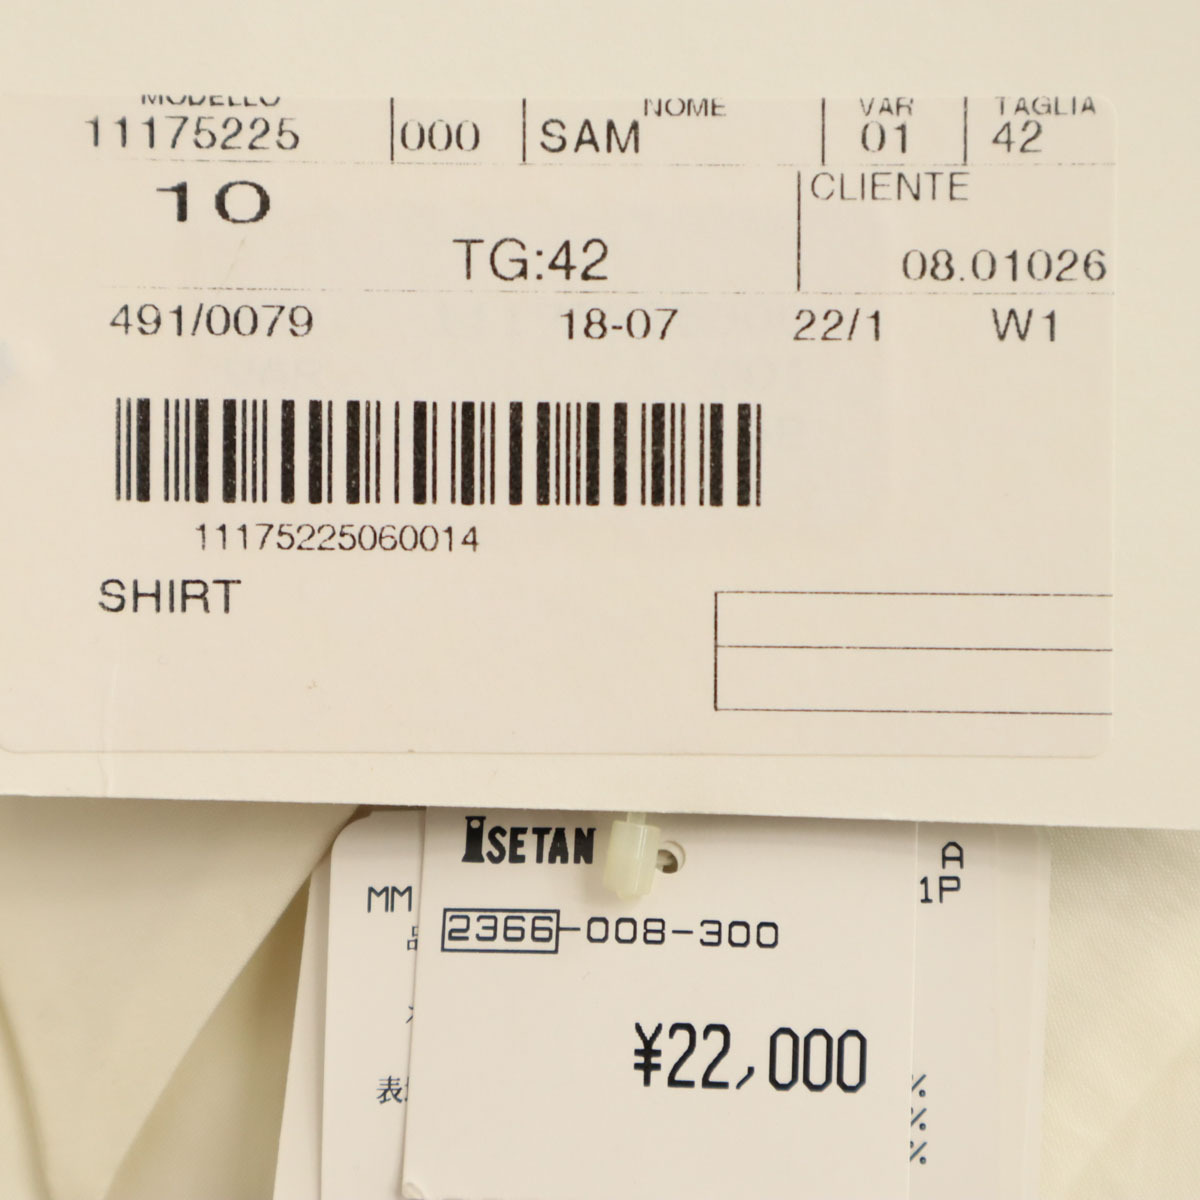 MODELLO NOME VAR TAGLIA
11175225 000 SAM 01 42
10 CLIENTE
TG:42 08.01026
491/0079 18-07 22/1 W1
11175225060014
SHIRT
ISETAN A
MM 1P
2366-008-300
¥22,000
表
%
%
%